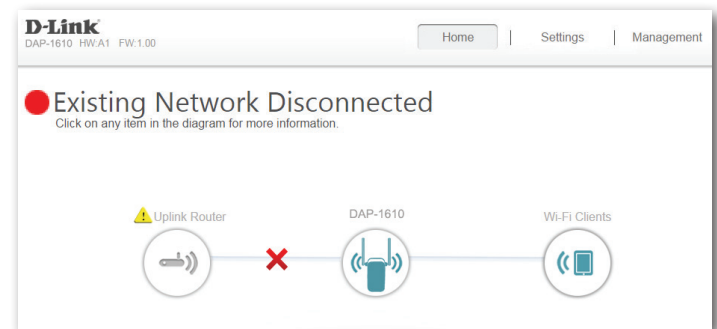 D-Link
DAP-1610 HW:A1 FW:1.00
Home | Settings | Management
Existing Network Disconnected
Click on any item in the diagram for more information.
Uplink Router
DAP-1610
Wi-Fi Clients